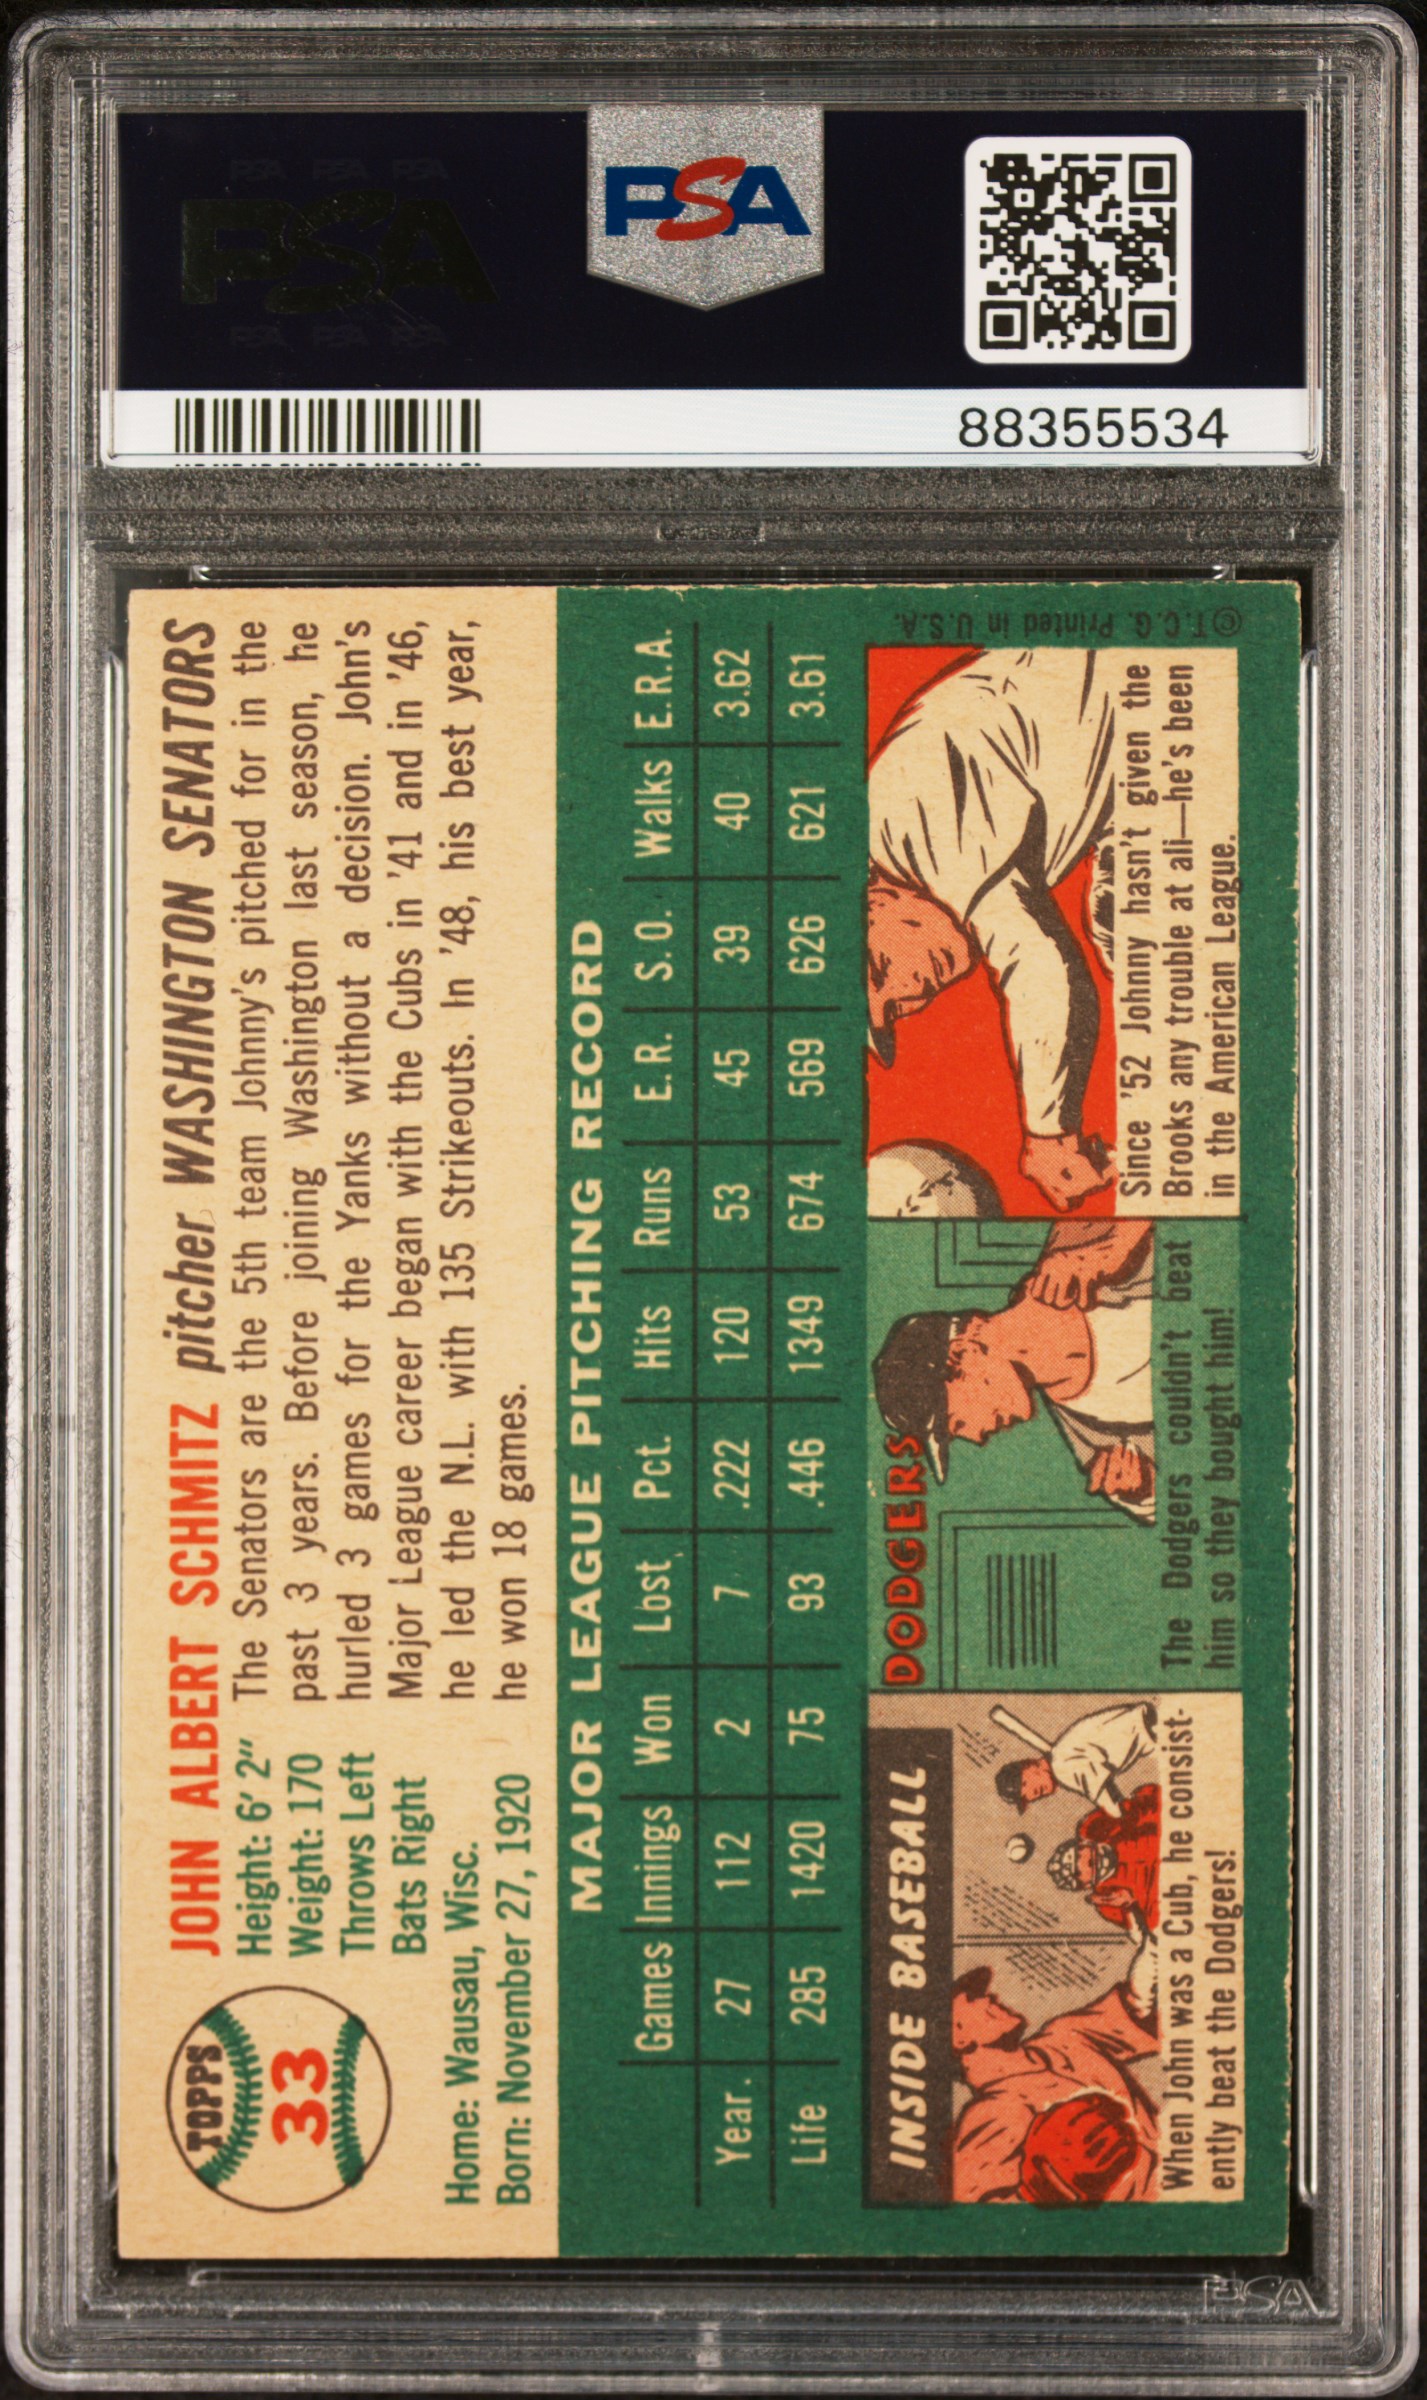 PSA PSA PSA
PSA
PSA PSA PSA
PSA
88355534
TOPPS
33
JOHN ALBERT SCHMITZ pitcher WASHINGTON SENATORS
Height: 6' 2"
Weight: 170
Throws Left
Bats Right
Home: Wausau, Wisc.
Born: November 27, 1920
The Senators are the 5th team Johnny's pitched for in the
past 3 years. Before joining Washington last season, he
hurled 3 games for the Yanks without a decision. John's
Major League career began with the Cubs in '41 and in '46,
he led the N.L. with 135 Strikeouts. In '48, his best year,
he won 18 games.
MAJOR LEAGUE PITCHING RECORD
Games Innings Won Lost Pct. Hits Runs E.R. S.O. Walks E.R.A.
Year. 27 112 2 7 .222 120 53 45 39 40 3.62
Life 285 1420 75 93 .446 1349 674 569 626 621 3.61
INSIDE BASEBALL
When John was a Cub, he consist-
ently beat the Dodgers!
DODGERS
The Dodgers couldn't beat
him so they bought him!
Since '52 Johnny hasn't given the
Brooks any trouble at all—he's been
in the American League.
©T.C.G. Printed in U.S.A.
PSA